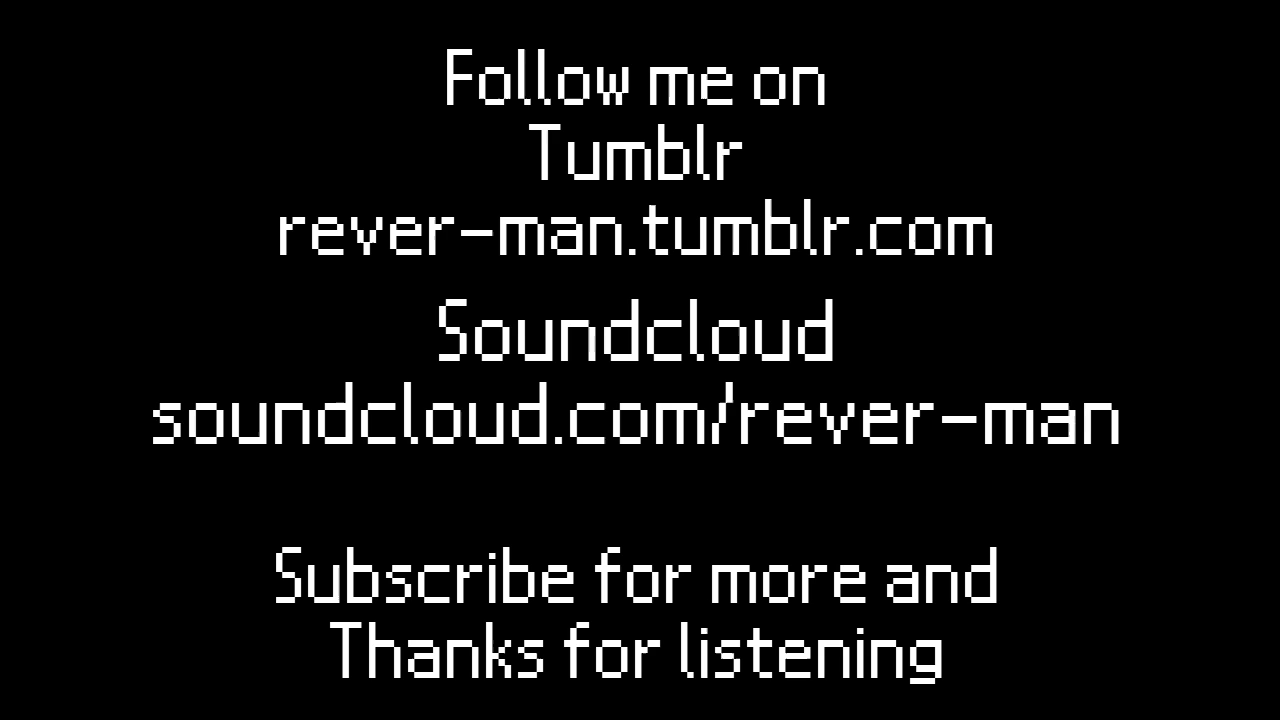 Follow me on
Tumblr
rever-man.tumblr.com
Soundcloud
soundcloud.com/rever-man
Subscribe for more and
Thanks for listening